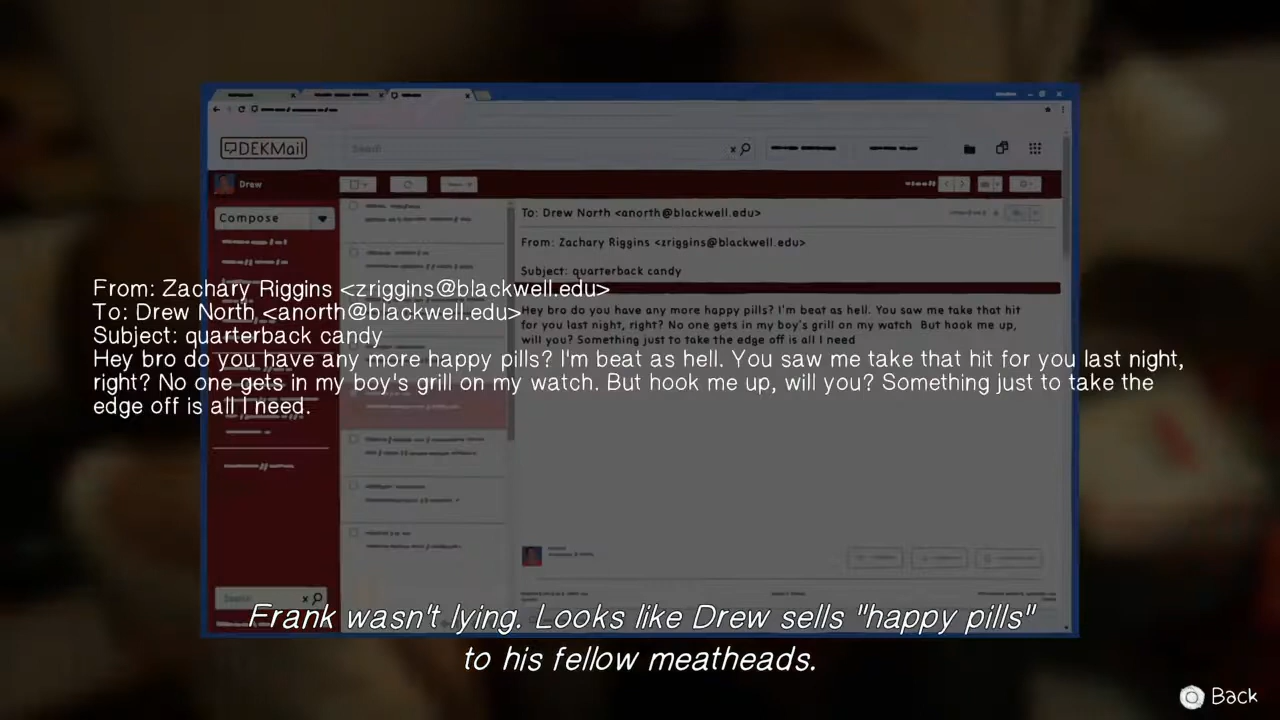 DEKMail
Search
Drew
Compose
To: Drew North <anorth@blackwell.edu>
From: Zachary Riggins <zriggins@blackwell.edu>
Subject: quarterback candy
Hey bro do you have any more happy pills? I'm beat as hell. You saw me take that hit
for you last night, right? No one gets in my boy's grill on my watch  But hook me up,
will you? Something just to take the edge off is all I need
From: Zachary Riggins <zriggins@blackwell.edu>
To: Drew North <anorth@blackwell.edu>
Subject: quarterback candy
Hey bro do you have any more happy pills? I'm beat as hell. You saw me take that hit for you last night,
right? No one gets in my boy's grill on my watch. But hook me up, will you? Something just to take the
edge off is all I need.
Search
Frank wasn't lying. Looks like Drew sells "happy pills"
to his fellow meatheads.
Back